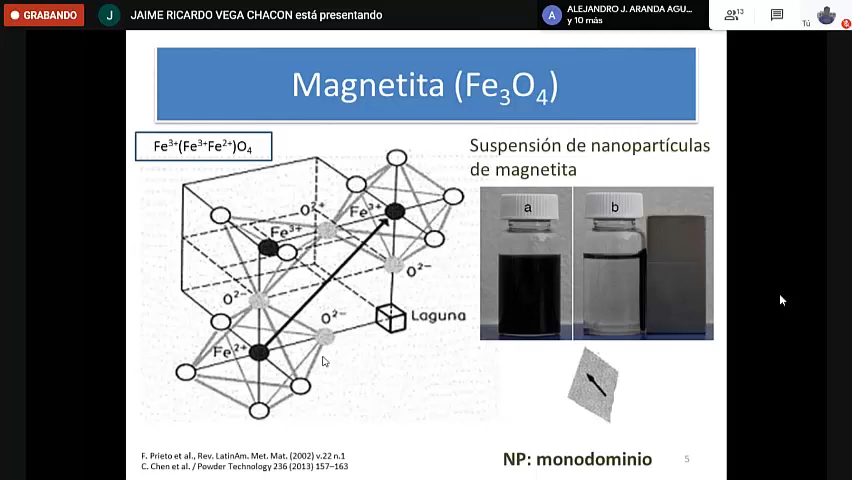 GRABANDO
J JAIME RICARDO VEGA CHACON está presentando
A ALEJANDRO J. ARANDA AGU...
y 10 más
13
Tú
Magnetita (Fe3O4)
Fe3+(Fe3+Fe2+)O4
Suspensión de nanopartículas
de magnetita
a
b
O2+
Fe3+
Fe3+
O2-
O2-
O2-
Laguna
Fe2+
F. Prieto et al., Rev. LatinAm. Met. Mat. (2002) v.22 n.1
C. Chen et al. / Powder Technology 236 (2013) 157–163
NP: monodominio
5